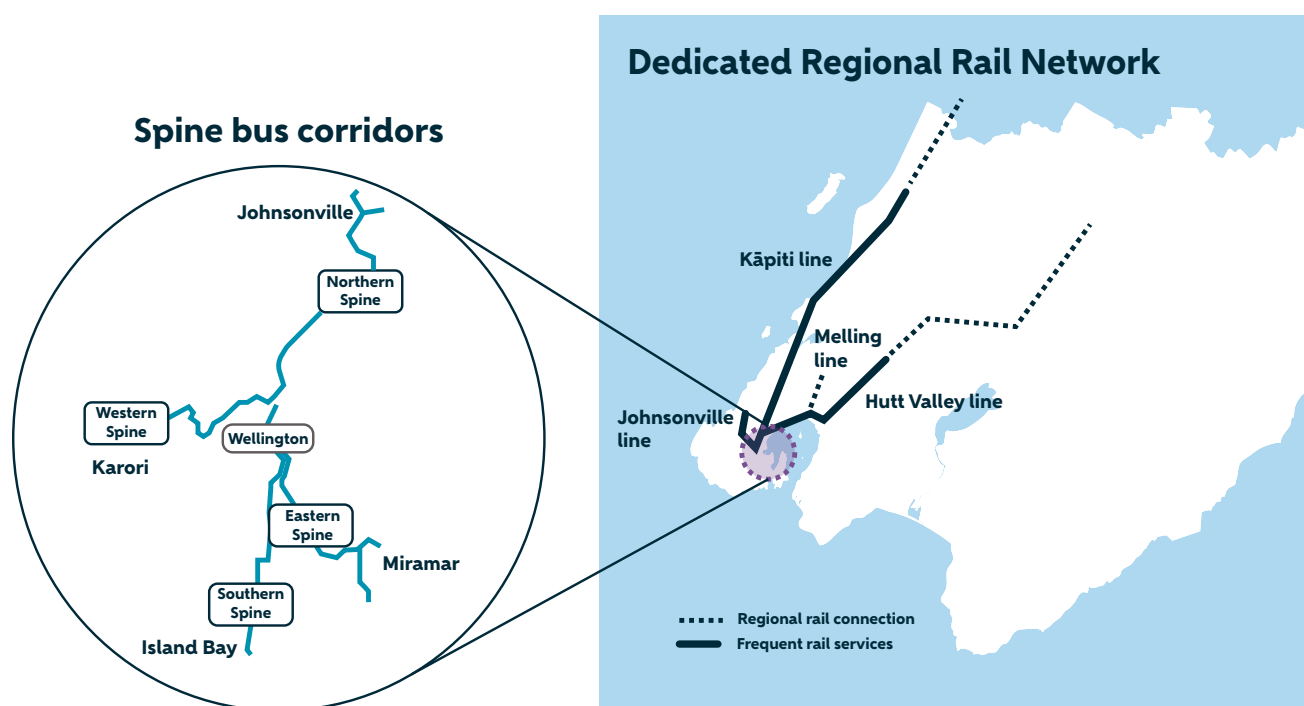 Dedicated Regional Rail Network
Spine bus corridors
Johnsonville
Northern
Spine
Western
Spine
Karori
Wellington
Eastern
Spine
Miramar
Southern
Spine
Island Bay
Kāpiti line
Melling
line
Hutt Valley line
Johnsonville
line
Regional rail connection
Frequent rail services